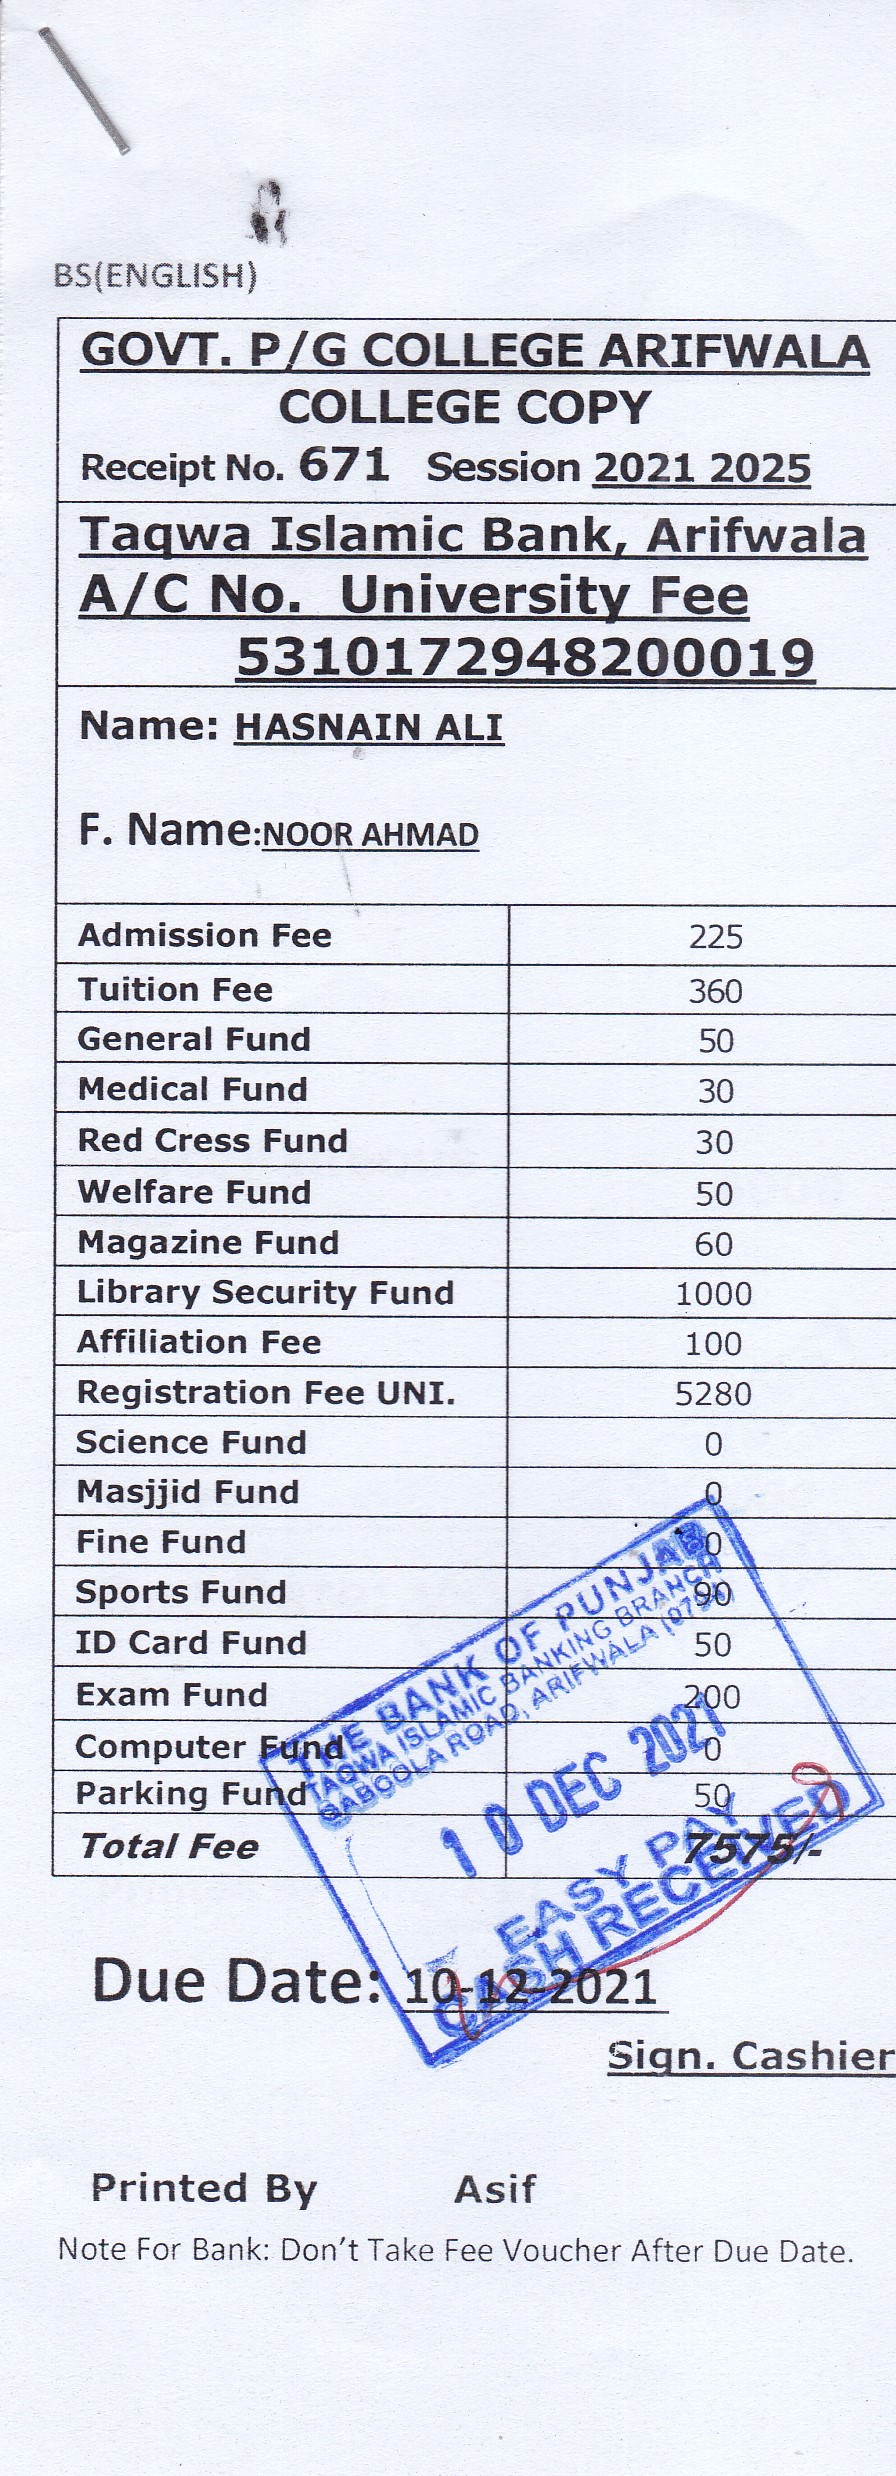 BS(ENGLISH)
GOVT. P/G COLLEGE ARIFWALA
COLLEGE COPY
Receipt No. 671 Session 2021 2025
Taqwa Islamic Bank, Arifwala
A/C No. University Fee
5310172948200019
Name: HASNAIN ALI
F. Name:NOOR AHMAD
Admission Fee 225
Tuition Fee 360
General Fund 50
Medical Fund 30
Red Cress Fund 30
Welfare Fund 50
Magazine Fund 60
Library Security Fund 1000
Affiliation Fee 100
Registration Fee UNI. 5280
Science Fund 0
Masjjid Fund 0
Fine Fund 0
Sports Fund 90
ID Card Fund 50
Exam Fund 200
Computer Fund 0
Parking Fund 50
Total Fee 7575/-
THE BANK OF PUNJAB
TAQWA ISLAMIC BANKING BRANCH
QABOOLA ROAD, ARIFWALA
10 DEC 2021
EASY PAY
CASH RECEIVED
Due Date: 10-12-2021
Sign. Cashier
Printed By Asif
Note For Bank: Don't Take Fee Voucher After Due Date.